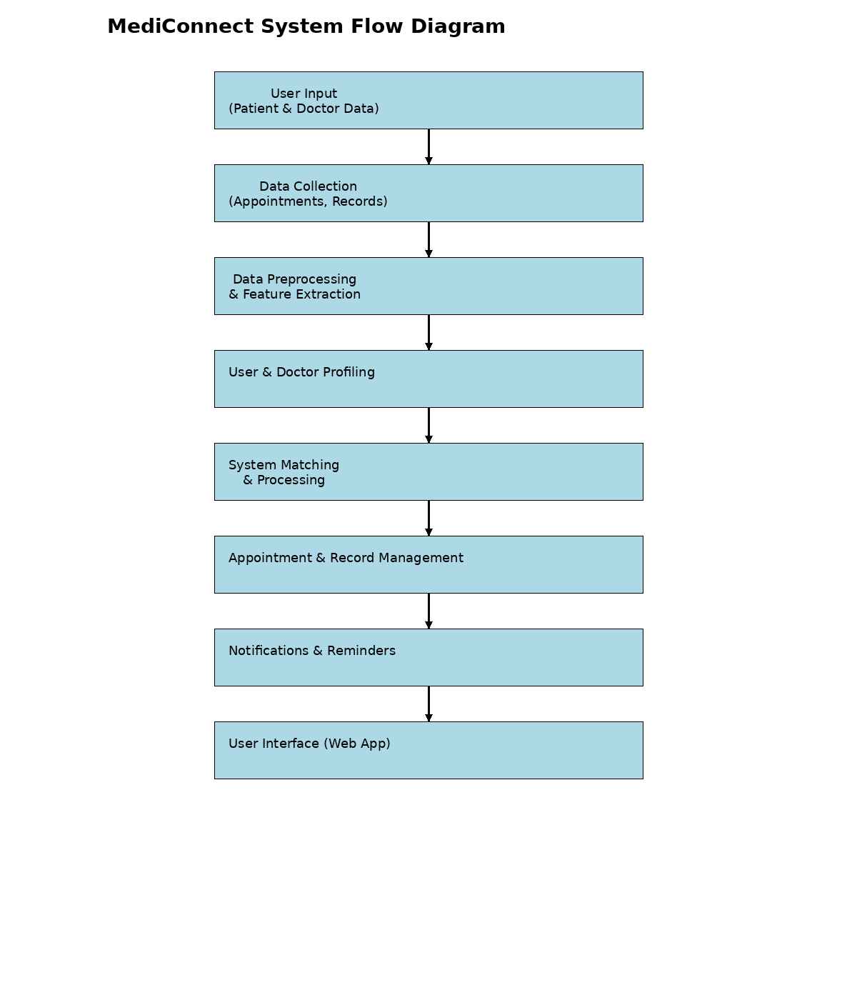 MediConnect System Flow Diagram
User Input
(Patient & Doctor Data)
Data Collection
(Appointments, Records)
Data Preprocessing
& Feature Extraction
User & Doctor Profiling
System Matching
& Processing
Appointment & Record Management
Notifications & Reminders
User Interface (Web App)